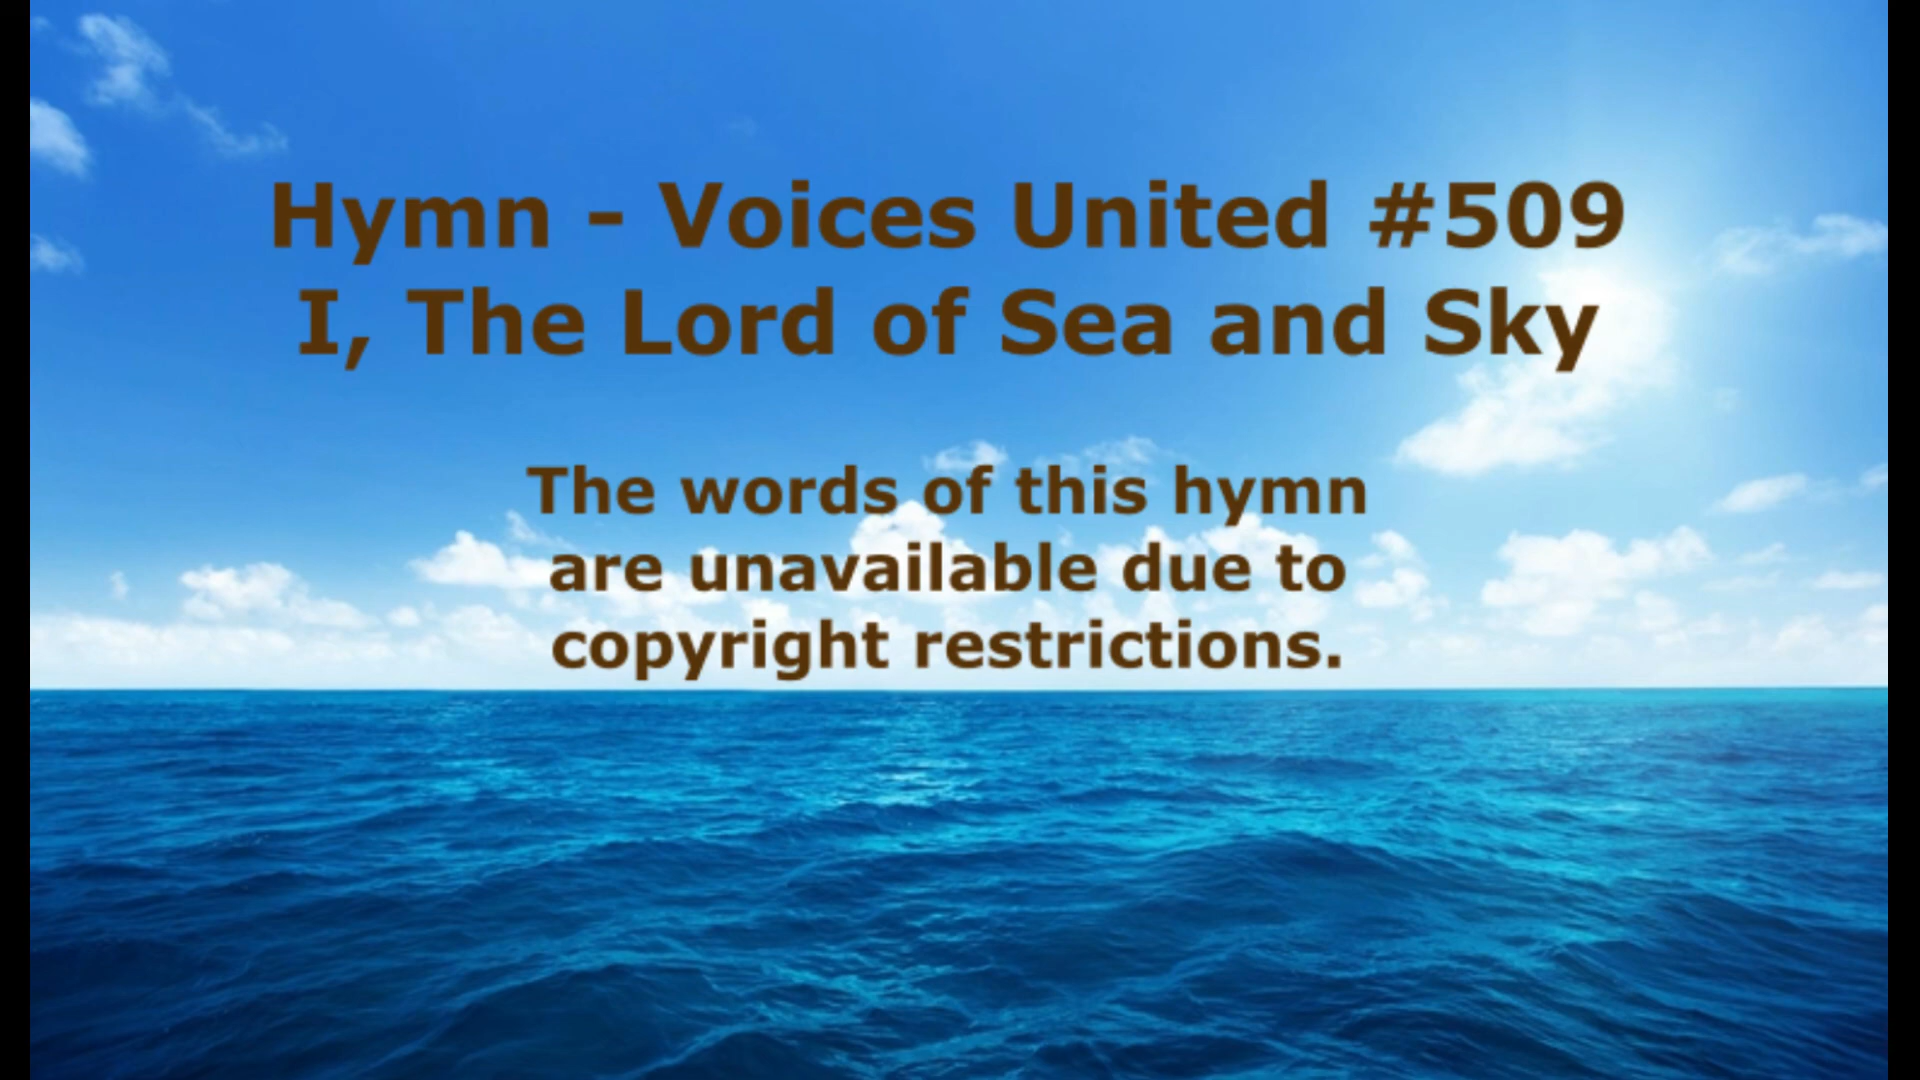 Hymn - Voices United #509
I, The Lord of Sea and Sky
The words of this hymn
are unavailable due to
copyright restrictions.